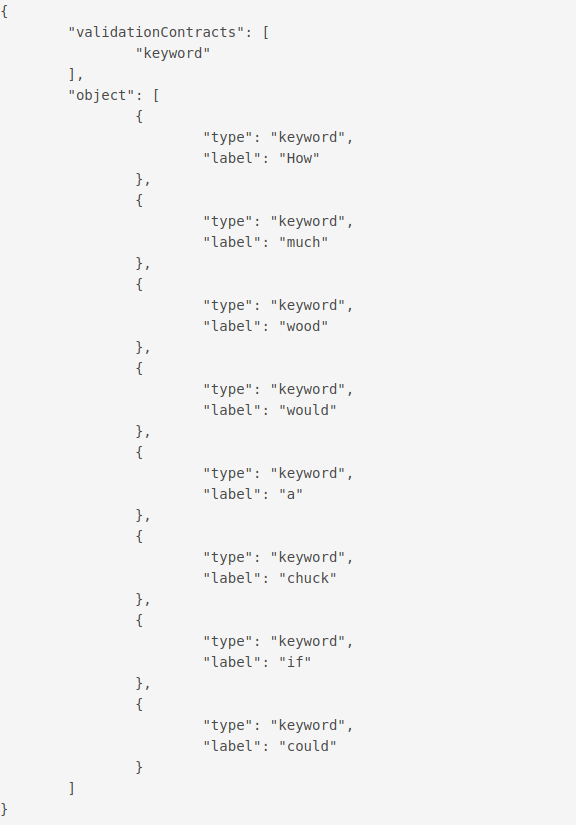 {
	"validationContracts": [
		"keyword"
	],
	"object": [
		{
			"type": "keyword",
			"label": "How"
		},
		{
			"type": "keyword",
			"label": "much"
		},
		{
			"type": "keyword",
			"label": "wood"
		},
		{
			"type": "keyword",
			"label": "would"
		},
		{
			"type": "keyword",
			"label": "a"
		},
		{
			"type": "keyword",
			"label": "chuck"
		},
		{
			"type": "keyword",
			"label": "if"
		},
		{
			"type": "keyword",
			"label": "could"
		}
	]
}